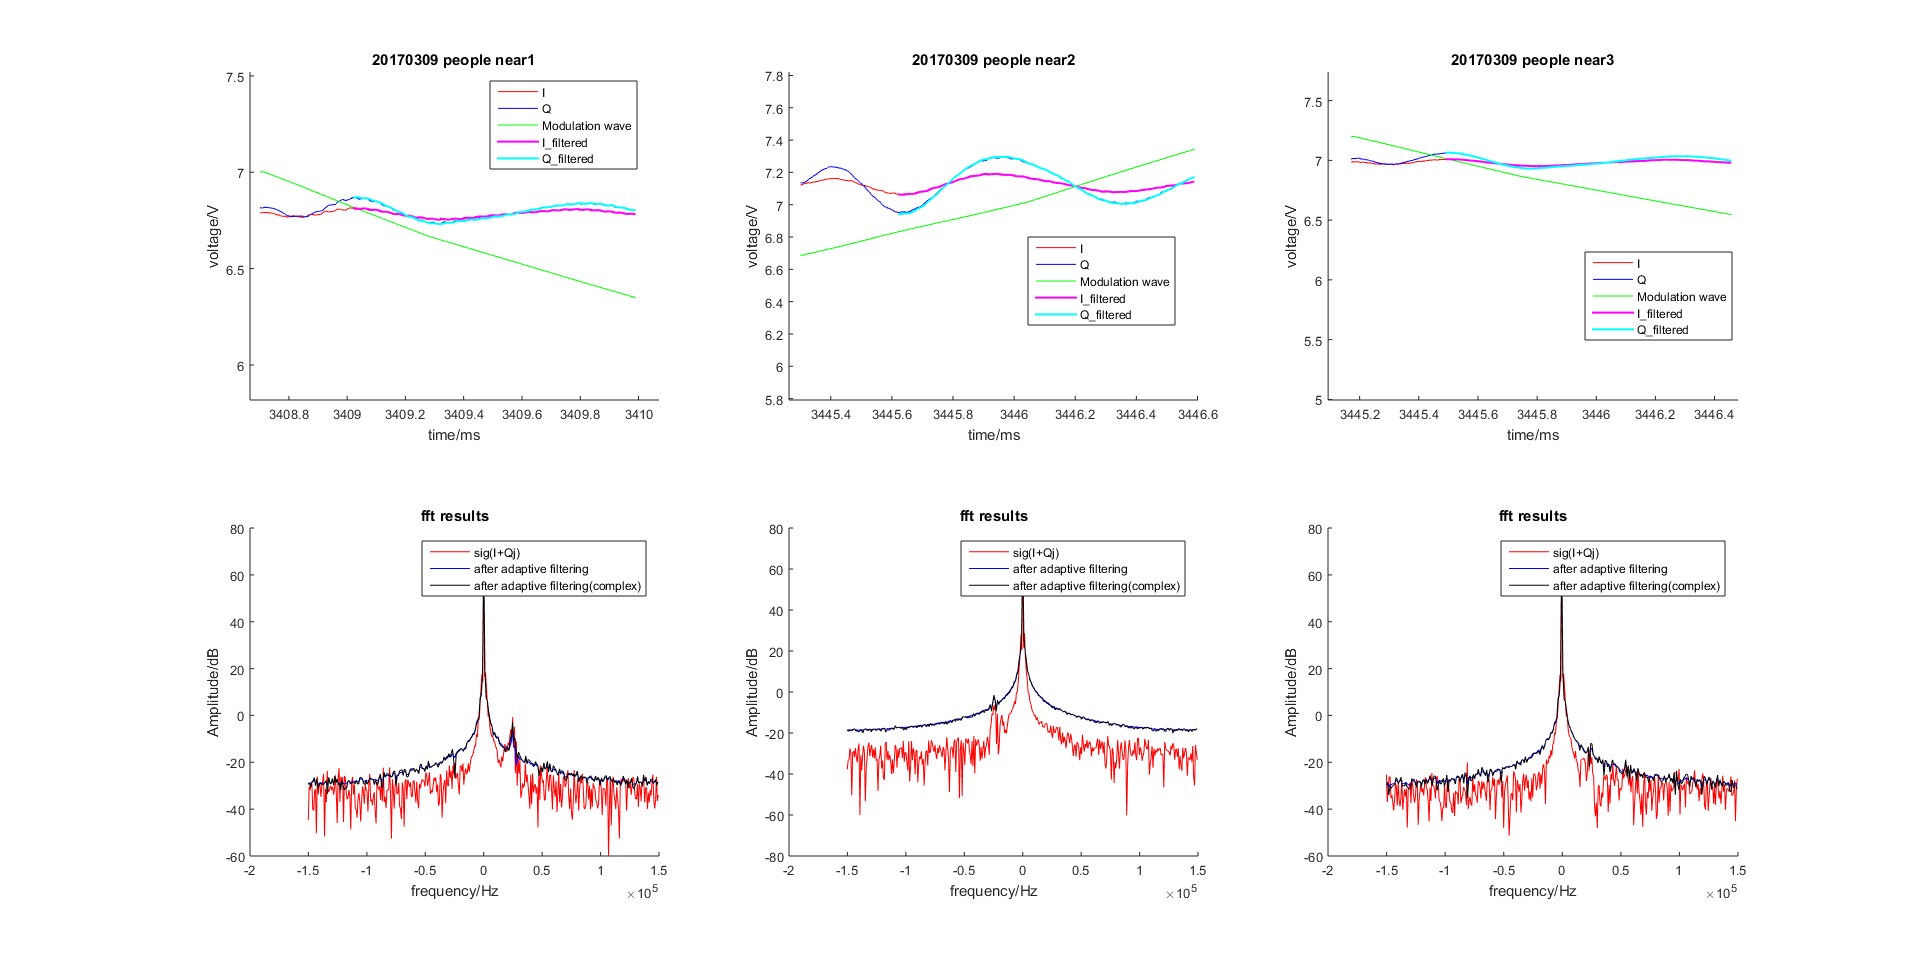 20170309 people near1
7.5
7
6.5
6
voltage/V
I
Q
Modulation wave
I_filtered
Q_filtered
3408.8 3409 3409.2 3409.4 3409.6 3409.8 3410
time/ms
20170309 people near2
7.8
7.6
7.4
7.2
7
6.8
6.6
6.4
6.2
6
5.8
voltage/V
I
Q
Modulation wave
I_filtered
Q_filtered
3445.4 3445.6 3445.8 3446 3446.2 3446.4 3446.6
time/ms
20170309 people near3
7.5
7
6.5
6
5.5
5
voltage/V
I
Q
Modulation wave
I_filtered
Q_filtered
3445.2 3445.4 3445.6 3445.8 3446 3446.2 3446.4
time/ms
fft results
80
60
40
20
0
-20
-40
-60
Amplitude/dB
sig(I+Qj)
after adaptive filtering
after adaptive filtering(complex)
-2 -1.5 -1 -0.5 0 0.5 1 1.5
frequency/Hz
×10^5
fft results
80
60
40
20
0
-20
-40
-60
-80
Amplitude/dB
sig(I+Qj)
after adaptive filtering
after adaptive filtering(complex)
-2 -1.5 -1 -0.5 0 0.5 1 1.5
frequency/Hz
×10^5
fft results
80
60
40
20
0
-20
-40
-60
Amplitude/dB
sig(I+Qj)
after adaptive filtering
after adaptive filtering(complex)
-2 -1.5 -1 -0.5 0 0.5 1 1.5
frequency/Hz
×10^5